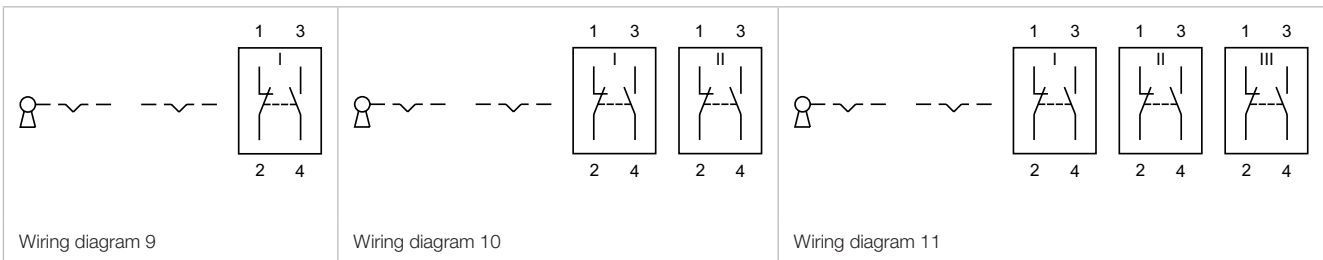 1 3
I
2 4
Wiring diagram 9
1 3 1 3
I II
2 4 2 4
Wiring diagram 10
1 3 1 3 1 3
I II III
2 4 2 4 2 4
Wiring diagram 11